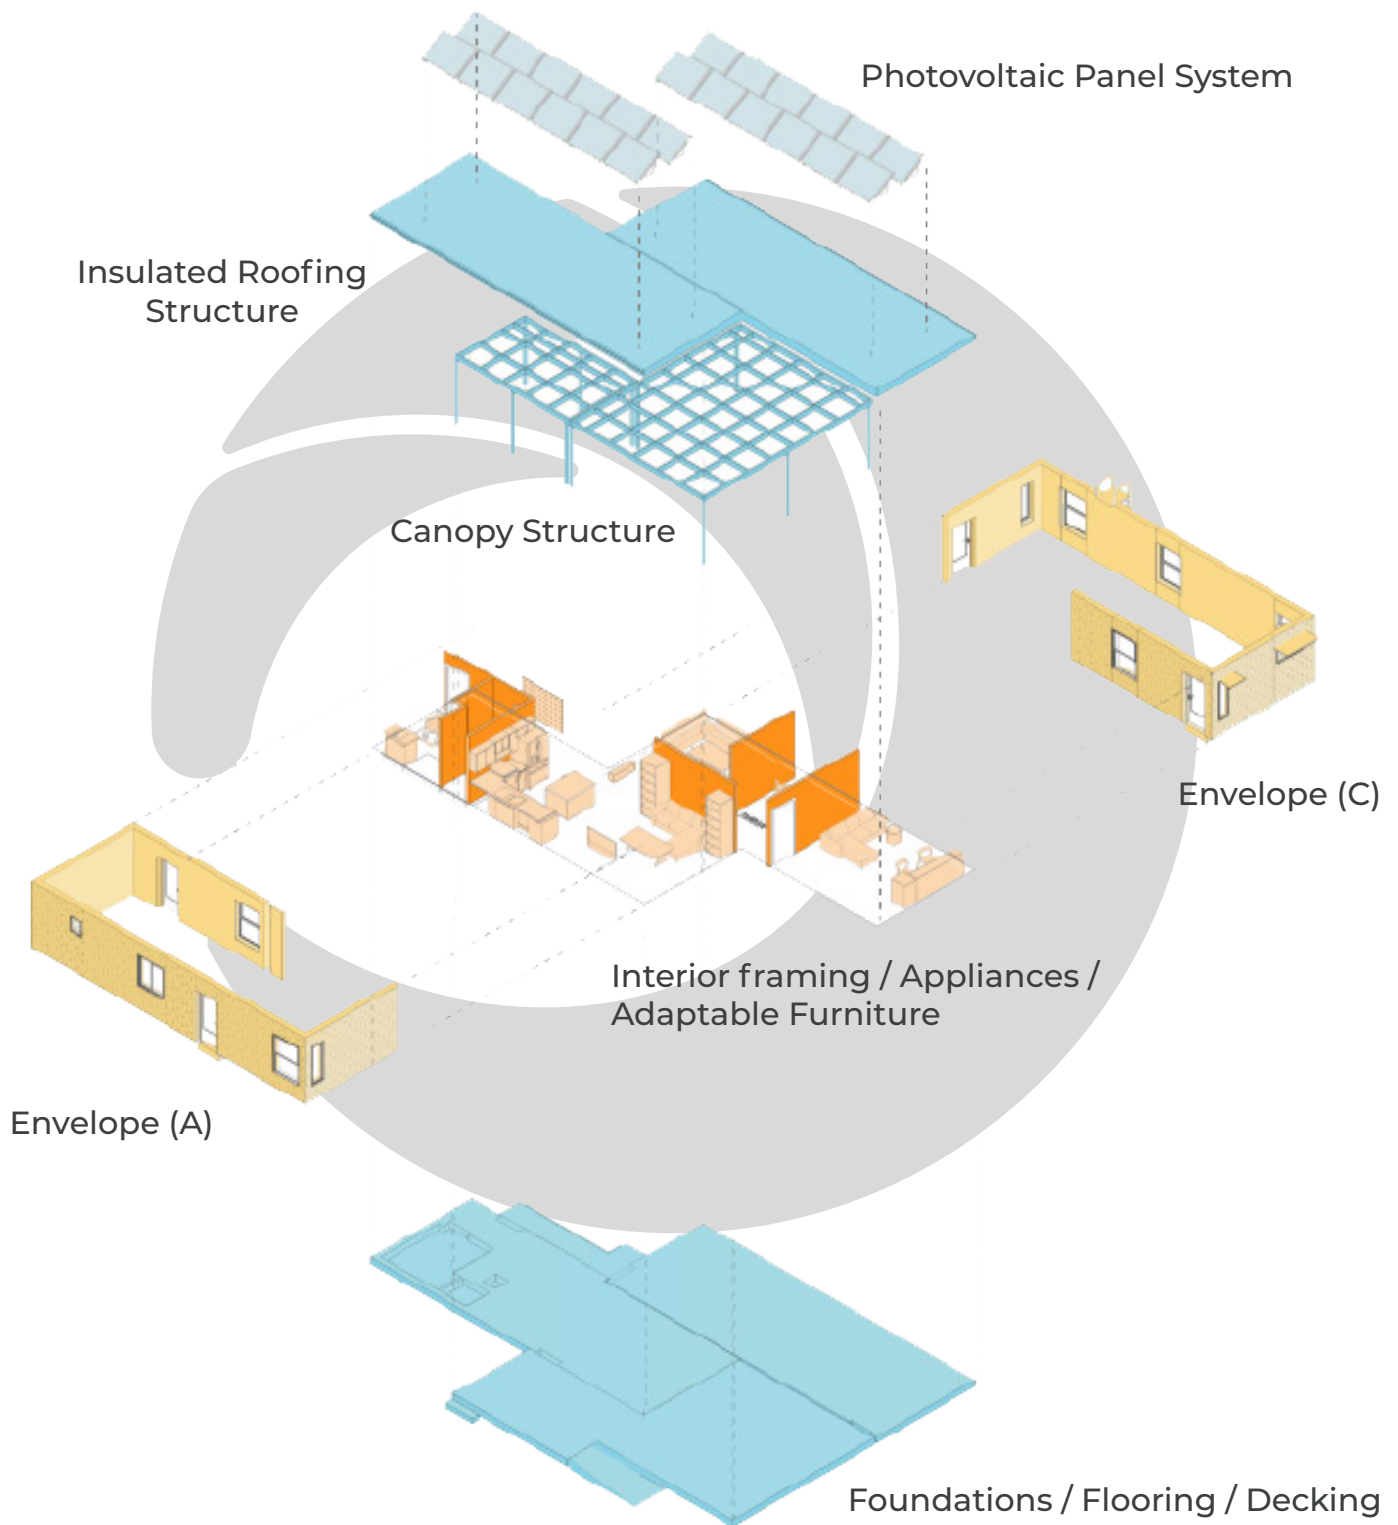 Photovoltaic Panel System
Insulated Roofing
Structure
Canopy Structure
Envelope (C)
Interior framing / Appliances /
Adaptable Furniture
Envelope (A)
Foundations / Flooring / Decking